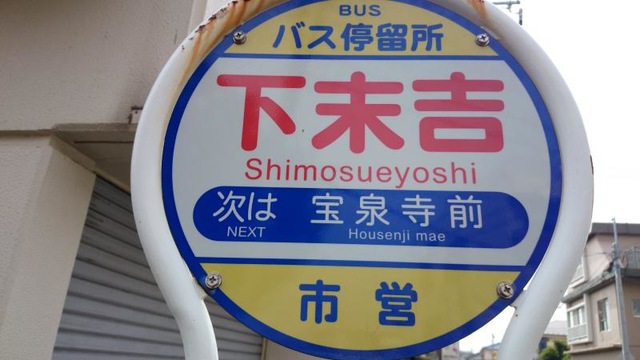 BUS
バス停留所
下末吉
Shimosueyoshi
次は 宝泉寺前
NEXT Housenji mae
市営